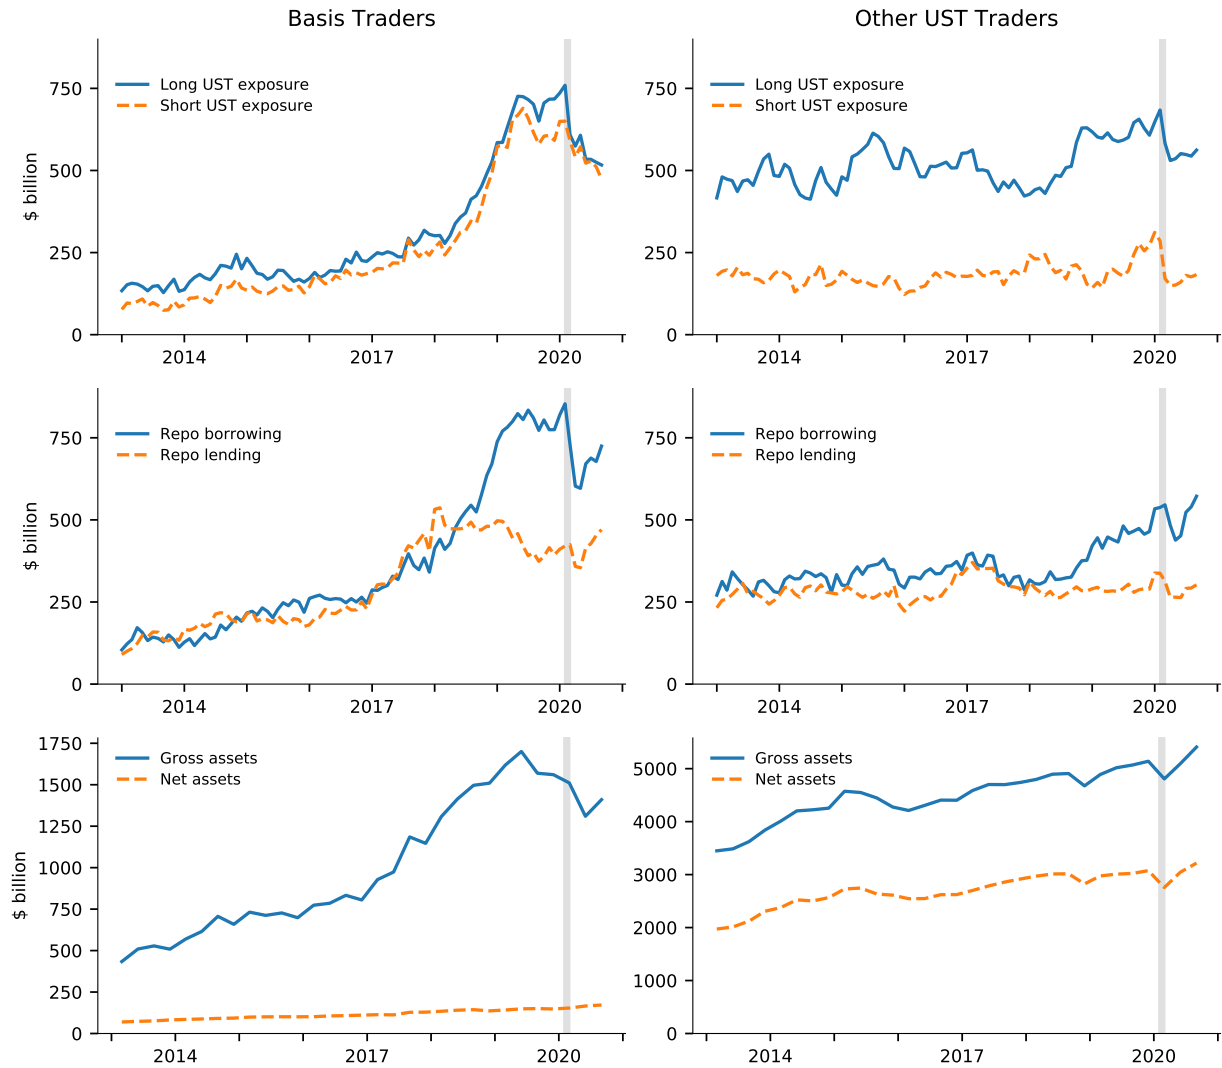 Basis Traders
Other UST Traders
$ billion
750
500
250
0
Long UST exposure
Short UST exposure
2014
2017
2020
750
500
250
0
Long UST exposure
Short UST exposure
2014
2017
2020
$ billion
750
500
250
0
Repo borrowing
Repo lending
2014
2017
2020
750
500
250
0
Repo borrowing
Repo lending
2014
2017
2020
$ billion
1750
1500
1250
1000
750
500
250
0
Gross assets
Net assets
2014
2017
2020
5000
4000
3000
2000
1000
0
Gross assets
Net assets
2014
2017
2020